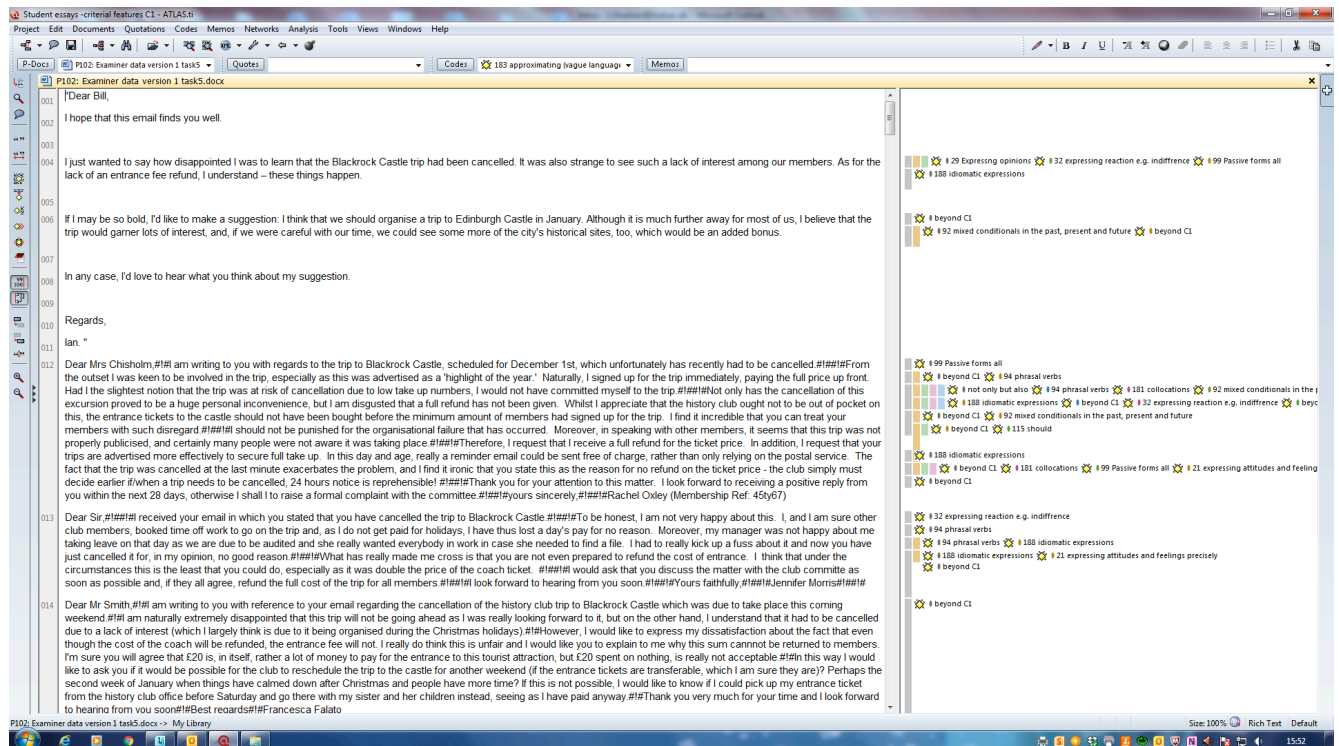 Student essays -criterial features C1 - ATLAS.ti
Project Edit Documents Quotations Codes Memos Networks Analysis Tools Views Windows Help
B I U
P-Docs P102: Examiner data version 1 task5 Quotes Codes 183 approximating (vague language Memos
P102: Examiner data version 1 task5.docx
001 "Dear Bill,
002 I hope that this email finds you well.
003
004 I just wanted to say how disappointed I was to learn that the Blackrock Castle trip had been cancelled. It was also strange to see such a lack of interest among our members. As for the
lack of an entrance fee refund, I understand – these things happen.
29 Expressng opinions 32 expressing reaction e.g. indiffrence 99 Passive forms all
188 idiomatic expressions
005
006 If I may be so bold, I'd like to make a suggestion: I think that we should organise a trip to Edinburgh Castle in January. Although it is much further away for most of us, I believe that the
trip would garner lots of interest, and, if we were careful with our time, we could see some more of the city's historical sites, too, which would be an added bonus.
beyond C1
92 mixed conditionals in the past, present and future beyond C1
007
008 In any case, I'd love to hear what you think about my suggestion.
009
010 Regards,
011 Ian. "
012 Dear Mrs Chisholm,#!#I am writing to you with regards to the trip to Blackrock Castle, scheduled for December 1st, which unfortunately has recently had to be cancelled.#!##!#From
the outset I was keen to be involved in the trip, especially as this was advertised as a 'highlight of the year.' Naturally, I signed up for the trip immediately, paying the full price up front.
Had I the slightest notion that the trip was at risk of cancellation due to low take up numbers, I would not have committed myself to the trip.#!##!#Not only has the cancellation of this
excursion proved to be a huge personal inconvenience, but I am disgusted that a full refund has not been given. Whilst I appreciate that the history club ought not to be out of pocket on
this, the entrance tickets to the castle should not have been bought before the minimum amount of members had signed up for the trip. I find it incredible that you can treat your
members with such disregard.#!##!#I should not be punished for the organisational failure that has occurred. Moreover, in speaking with other members, it seems that this trip was not
properly publicised, and certainly many people were not aware it was taking place.#!##!#Therefore, I request that I receive a full refund for the ticket price. In addition, I request that your
trips are advertised more effectively to secure full take up. In this day and age, really a reminder email could be sent free of charge, rather than only relying on the postal service. The
fact that the trip was cancelled at the last minute exacerbates the problem, and I find it ironic that you state this as the reason for no refund on the ticket price - the club simply must
decide earlier if/when a trip needs to be cancelled, 24 hours notice is reprehensible! #!##!#Thank you for your attention to this matter. I look forward to receiving a positive reply from
you within the next 28 days, otherwise I shall I to raise a formal complaint with the committee.#!##!#yours sincerely,#!##!#Rachel Oxley (Membership Ref: 45ty67)
99 Passive forms all
beyond C1 94 phrasal verbs
not only but also 94 phrasal verbs 181 collocations 92 mixed conditionals in the p
188 idiomatic expressions beyond C1 32 expressing reaction e.g. indiffrence beyc
beyond C1 92 mixed conditionals in the past, present and future
beyond C1 115 should
188 idiomatic expressions
beyond C1 181 collocations 99 Passive forms all 21 expressing attitudes and feeling
beyond C1
013 Dear Sir,#!##!#I received your email in which you stated that you have cancelled the trip to Blackrock Castle.#!##!#To be honest, I am not very happy about this. I, and I am sure other
club members, booked time off work to go on the trip and, as I do not get paid for holidays, I have thus lost a day's pay for no reason. Moreover, my manager was not happy about me
taking leave on that day as we are due to be audited and she really wanted everybody in work in case she needed to find a file. I had to really kick up a fuss about it and now you have
just cancelled it for, in my opinion, no good reason.#!##!#What has really made me cross is that you are not even prepared to refund the cost of entrance. I think that under the
circumstances this is the least that you could do, especially as it was double the price of the coach ticket. #!##!#I would ask that you discuss the matter with the club committe as
soon as possible and, if they all agree, refund the full cost of the trip for all members.#!##!#I look forward to hearing from you soon.#!##!#Yours faithfully,#!##!#Jennifer Morris#!##!#
32 expressing reaction e.g. indiffrence
94 phrasal verbs
94 phrasal verbs 188 idiomatic expressions
188 idiomatic expressions 21 expressing attitudes and feelings precisely
beyond C1
014 Dear Mr Smith,#!#I am writing to you with reference to your email regarding the cancellation of the history club trip to Blackrock Castle which was due to take place this coming
weekend.#!#I am naturally extremely disappointed that this trip will not be going ahead as I was really looking forward to it, but on the other hand, I understand that it had to be cancelled
due to a lack of interest (which I largely think is due to it being organised during the Christmas holidays).#!#However, I would like to express my dissatisfaction about the fact that even
though the cost of the coach will be refunded, the entrance fee will not. I really do think this is unfair and I would like you to explain to me why this sum cannnot be returned to members.
I'm sure you will agree that £20 is, in itself, rather a lot of money to pay for the entrance to this tourist attraction, but £20 spent on nothing, is really not acceptable.#!#In this way I would
like to ask you if it would be possible for the club to reschedule the trip to the castle for another weekend (if the entrance tickets are transferable, which I am sure they are)? Perhaps the
second week of January when things have calmed down after Christmas and people have more time? If this is not possible, I would like to know if I could pick up my entrance ticket
from the history club office before Saturday and go there with my sister and her children instead, seeing as I have paid anyway.#!#Thank you very much for your time and I look forward
to hearing from you soon#!#Best regards#!#Francesca Falato
beyond C1
P102: Examiner data version 1 task5.docx -> My Library
Size: 100% Rich Text Default
15:52